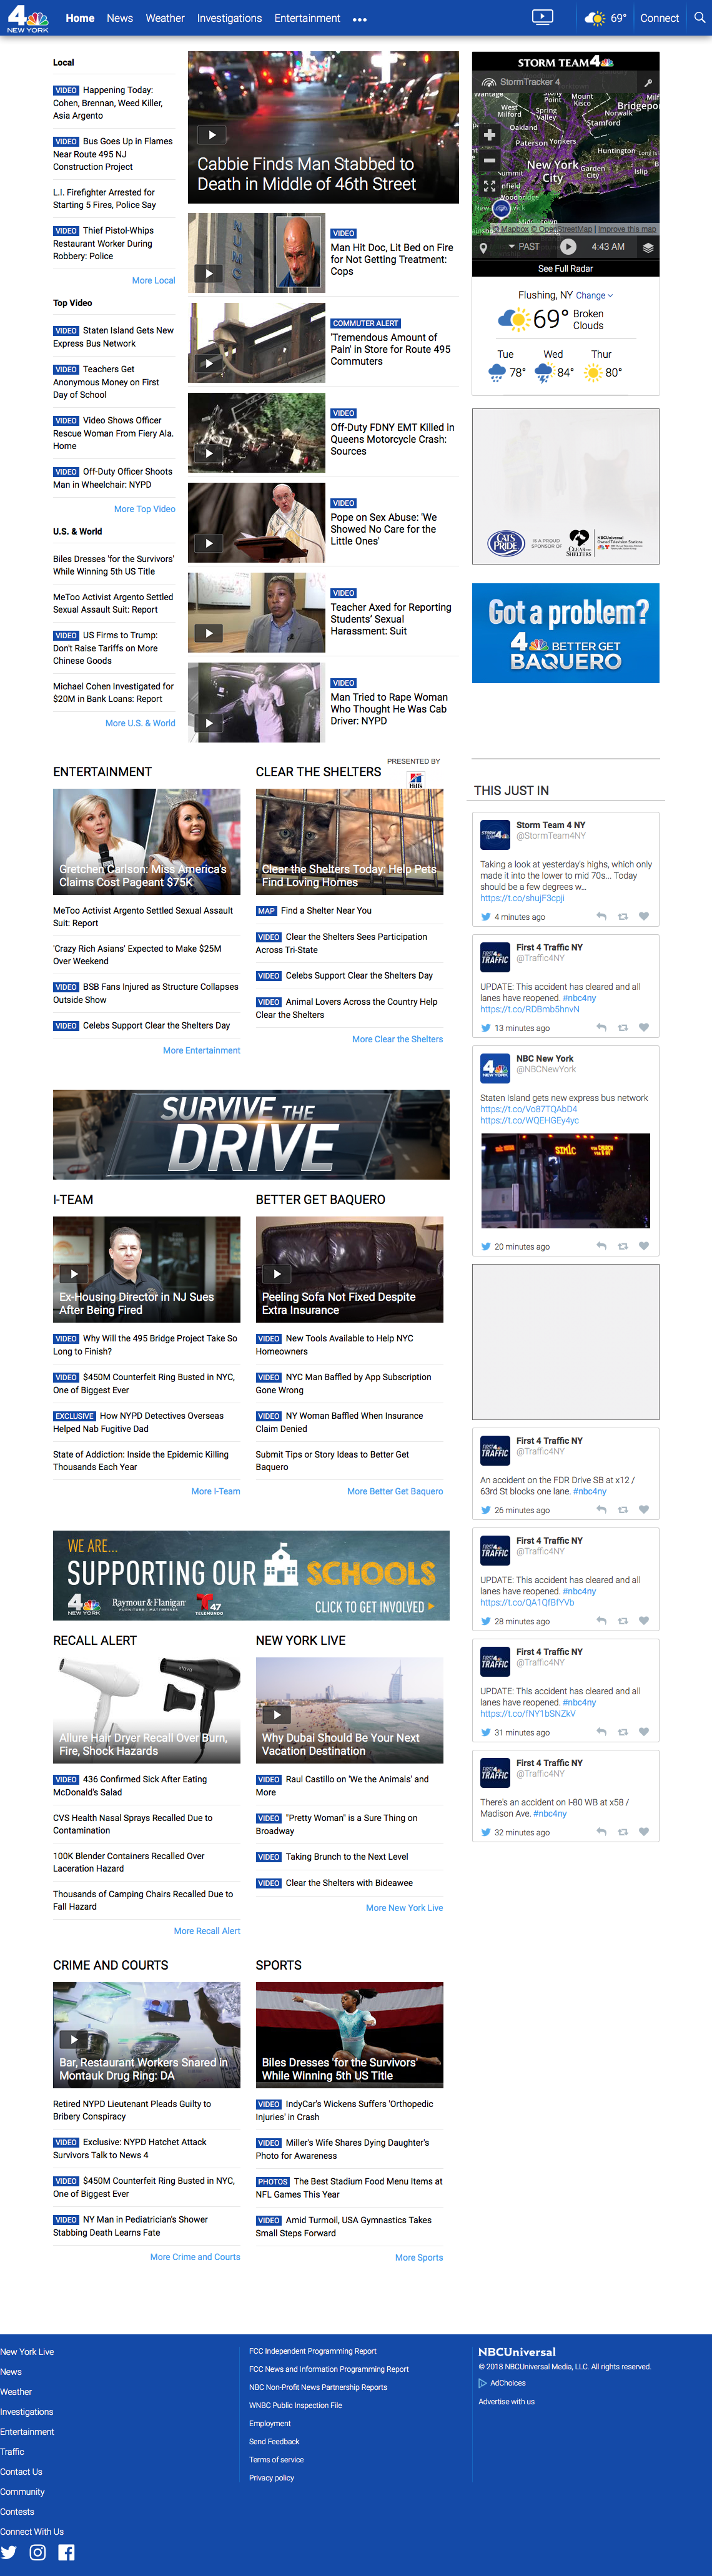 4
NEW YORK
Home News Weather Investigations Entertainment
69° Connect
Local
VIDEO Happening Today:
Cohen, Brennan, Weed Killer,
Asia Argento
VIDEO Bus Goes Up in Flames
Near Route 495 NJ
Construction Project
L.I. Firefighter Arrested for
Starting 5 Fires, Police Say
VIDEO Thief Pistol-Whips
Restaurant Worker During
Robbery: Police
More Local
Top Video
VIDEO Staten Island Gets New
Express Bus Network
VIDEO Teachers Get
Anonymous Money on First
Day of School
VIDEO Video Shows Officer
Rescue Woman From Fiery Ala.
Home
VIDEO Off-Duty Officer Shoots
Man in Wheelchair: NYPD
More Top Video
U.S. & World
Biles Dresses 'for the Survivors'
While Winning 5th US Title
MeToo Activist Argento Settled
Sexual Assault Suit: Report
VIDEO US Firms to Trump:
Don't Raise Tariffs on More
Chinese Goods
Michael Cohen Investigated for
$20M in Bank Loans: Report
More U.S. & World
Cabbie Finds Man Stabbed to
Death in Middle of 46th Street
VIDEO
Man Hit Doc, Lit Bed on Fire
for Not Getting Treatment:
Cops
COMMUTER ALERT
'Tremendous Amount of
Pain' in Store for Route 495
Commuters
VIDEO
Off-Duty FDNY EMT Killed in
Queens Motorcycle Crash:
Sources
VIDEO
Pope on Sex Abuse: 'We
Showed No Care for the
Little Ones'
VIDEO
Teacher Axed for Reporting
Students' Sexual
Harassment: Suit
VIDEO
Man Tried to Rape Woman
Who Thought He Was Cab
Driver: NYPD
STORM TEAM 4
StormTracker 4
Mount
Kisco
Bridgepor
West
Milford
Spring
Valley
Norwalk
Stamford
Oakland
Paterson Yonkers
Huntington
New York
City
Garden
City
Islip
Summit
© Mapbox © OpenStreetMap | Improve this map
PAST 4:43 AM
See Full Radar
Flushing, NY Change
69° Broken
Clouds
Tue Wed Thur
78° 84° 80°
CATS
PRIDE
IS A PROUD
SPONSOR OF
CLEAR THE
SHELTERS
NBCUniversal
Owned Television Stations
Got a problem?
4 BETTER GET
BAQUERO
ENTERTAINMENT
Gretchen Carlson: Miss America's
Claims Cost Pageant $75K
MeToo Activist Argento Settled Sexual Assault
Suit: Report
'Crazy Rich Asians' Expected to Make $25M
Over Weekend
VIDEO BSB Fans Injured as Structure Collapses
Outside Show
VIDEO Celebs Support Clear the Shelters Day
More Entertainment
CLEAR THE SHELTERS
PRESENTED BY
Hill's
Clear the Shelters Today: Help Pets
Find Loving Homes
MAP Find a Shelter Near You
VIDEO Clear the Shelters Sees Participation
Across Tri-State
VIDEO Celebs Support Clear the Shelters Day
VIDEO Animal Lovers Across the Country Help
Clear the Shelters
More Clear the Shelters
THIS JUST IN
Storm Team 4 NY
@StormTeam4NY
Taking a look at yesterday's highs, which only
made it into the lower to mid 70s... Today
should be a few degrees w...
https://t.co/shujF3cpji
4 minutes ago
First 4 Traffic NY
@Traffic4NY
UPDATE: This accident has cleared and all
lanes have reopened. #nbc4ny
https://t.co/RDBmb5hnvN
13 minutes ago
NBC New York
@NBCNewYork
Staten Island gets new express bus network
https://t.co/Vo87TQAbD4
https://t.co/WQEHGEy4yc
SIM1C
20 minutes ago
First 4 Traffic NY
@Traffic4NY
An accident on the FDR Drive SB at x12 /
63rd St blocks one lane. #nbc4ny
26 minutes ago
First 4 Traffic NY
@Traffic4NY
UPDATE: This accident has cleared and all
lanes have reopened. #nbc4ny
https://t.co/QA1QfBfYVb
28 minutes ago
First 4 Traffic NY
@Traffic4NY
UPDATE: This accident has cleared and all
lanes have reopened. #nbc4ny
https://t.co/fNY1bSNZkV
31 minutes ago
First 4 Traffic NY
@Traffic4NY
There's an accident on I-80 WB at x58 /
Madison Ave. #nbc4ny
32 minutes ago
SURVIVE THE
DRIVE
I-TEAM
Ex-Housing Director in NJ Sues
After Being Fired
VIDEO Why Will the 495 Bridge Project Take So
Long to Finish?
VIDEO $450M Counterfeit Ring Busted in NYC,
One of Biggest Ever
EXCLUSIVE How NYPD Detectives Overseas
Helped Nab Fugitive Dad
State of Addiction: Inside the Epidemic Killing
Thousands Each Year
More I-Team
BETTER GET BAQUERO
Peeling Sofa Not Fixed Despite
Extra Insurance
VIDEO New Tools Available to Help NYC
Homeowners
VIDEO NYC Man Baffled by App Subscription
Gone Wrong
VIDEO NY Woman Baffled When Insurance
Claim Denied
Submit Tips or Story Ideas to Better Get
Baquero
More Better Get Baquero
WE ARE...
SUPPORTING OUR SCHOOLS
4 NEW YORK Raymour & Flanigan FURNITURE | MATTRESSES 47 TELEMUNDO CLICK TO GET INVOLVED
RECALL ALERT
Allure Hair Dryer Recall Over Burn,
Fire, Shock Hazards
VIDEO 436 Confirmed Sick After Eating
McDonald's Salad
CVS Health Nasal Sprays Recalled Due to
Contamination
100K Blender Containers Recalled Over
Laceration Hazard
Thousands of Camping Chairs Recalled Due to
Fall Hazard
More Recall Alert
NEW YORK LIVE
Why Dubai Should Be Your Next
Vacation Destination
VIDEO Raul Castillo on 'We the Animals' and
More
VIDEO "Pretty Woman" is a Sure Thing on
Broadway
VIDEO Taking Brunch to the Next Level
VIDEO Clear the Shelters with Bideawee
More New York Live
CRIME AND COURTS
Bar, Restaurant Workers Snared in
Montauk Drug Ring: DA
Retired NYPD Lieutenant Pleads Guilty to
Bribery Conspiracy
VIDEO Exclusive: NYPD Hatchet Attack
Survivors Talk to News 4
VIDEO $450M Counterfeit Ring Busted in NYC,
One of Biggest Ever
VIDEO NY Man in Pediatrician's Shower
Stabbing Death Learns Fate
More Crime and Courts
SPORTS
Biles Dresses 'for the Survivors'
While Winning 5th US Title
VIDEO IndyCar's Wickens Suffers 'Orthopedic
Injuries' in Crash
VIDEO Miller's Wife Shares Dying Daughter's
Photo for Awareness
PHOTOS The Best Stadium Food Menu Items at
NFL Games This Year
VIDEO Amid Turmoil, USA Gymnastics Takes
Small Steps Forward
More Sports
New York Live
News
Weather
Investigations
Entertainment
Traffic
Contact Us
Community
Contests
Connect With Us
FCC Independent Programming Report
FCC News and Information Programming Report
NBC Non-Profit News Partnership Reports
WNBC Public Inspection File
Employment
Send Feedback
Terms of service
Privacy policy
NBCUniversal
© 2018 NBCUniversal Media, LLC. All rights reserved.
AdChoices
Advertise with us